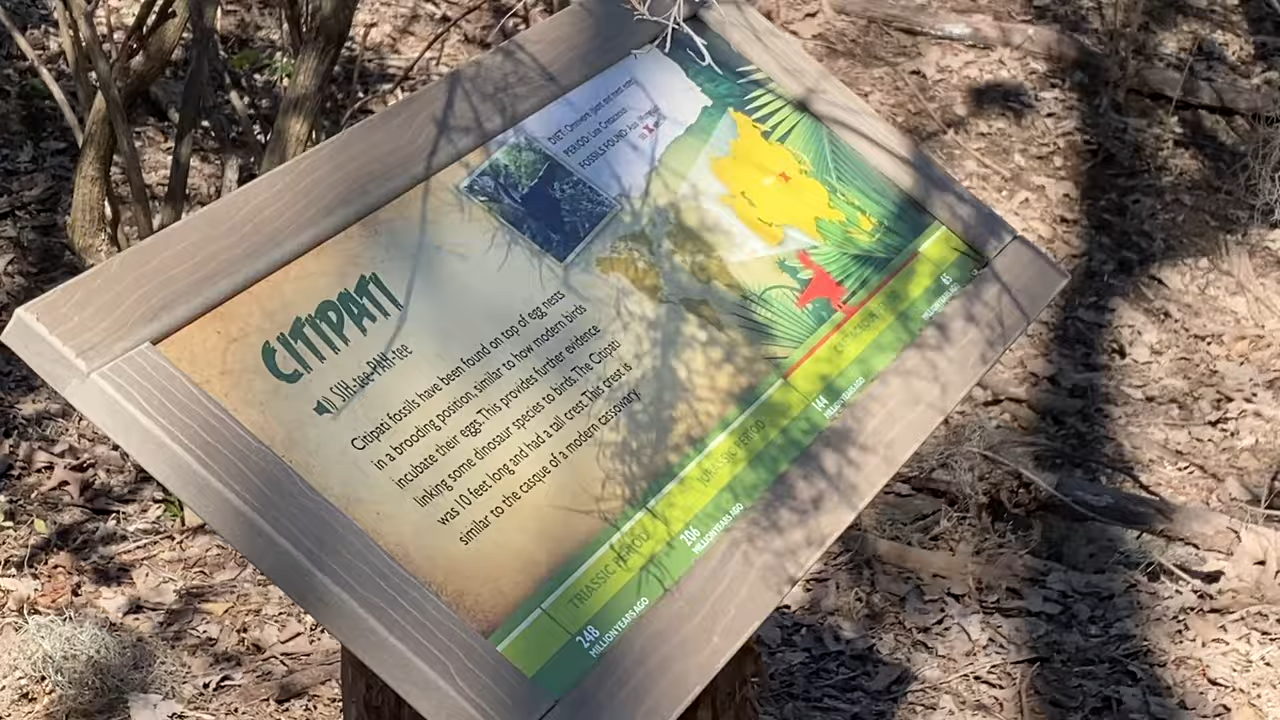 CITIPATI
SIH-tee-PAH-tee
Citipati fossils have been found on top of egg nests
in a brooding position, similar to how modern birds
incubate their eggs. This provides further evidence
linking some dinosaur species to birds. The Citipati
was 10 feet long and had a tall crest. This crest is
similar to the casque of a modern cassowary.
DIET: Omnivore (plant and meat eater)
PERIOD: Late Cretaceous
FOSSILS FOUND: Asia,
TRIASSIC PERIOD
JURASSIC PERIOD
248
MILLION YEARS AGO
206
MILLION YEARS AGO
144
MILLION YEARS AGO
65
MILLION YEARS AGO